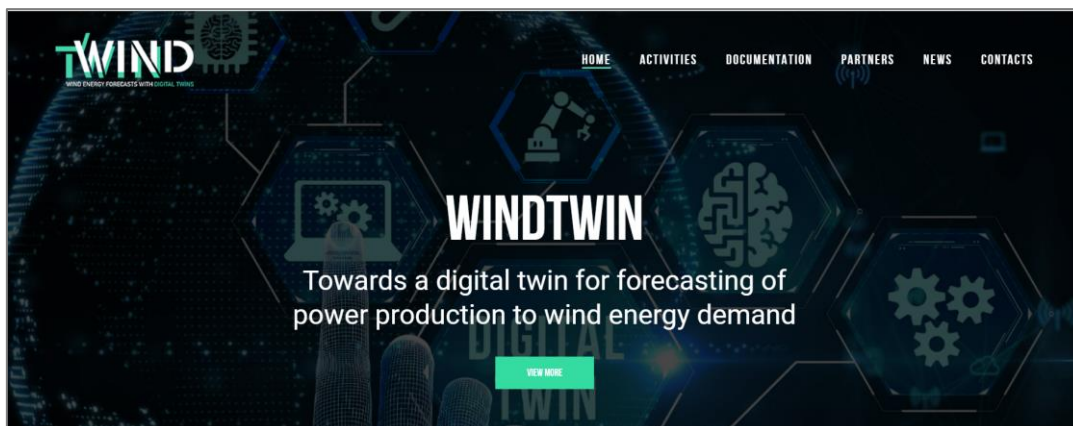 TWIND
WIND ENERGY FORECASTS WITH DIGITAL TWINS
HOME ACTIVITIES DOCUMENTATION PARTNERS NEWS CONTACTS
WINDTWIN
Towards a digital twin for forecasting of
power production to wind energy demand
DIGITAL
VIEW MORE
TWIN